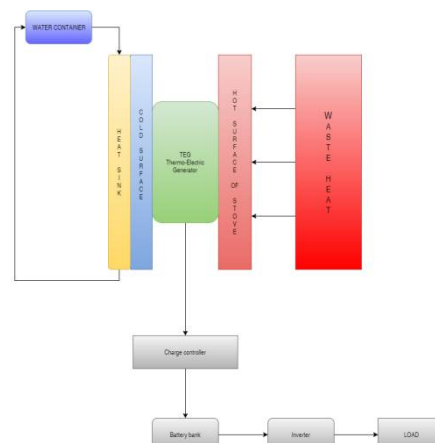 WATER CONTAINER
HEAT SINK
COLD SURFACE
TEG
Thermo-Electric
Generator
HOT SURFACE OF STOVE
WASTE HEAT
Charge controller
Battery bank
Inverter
LOAD